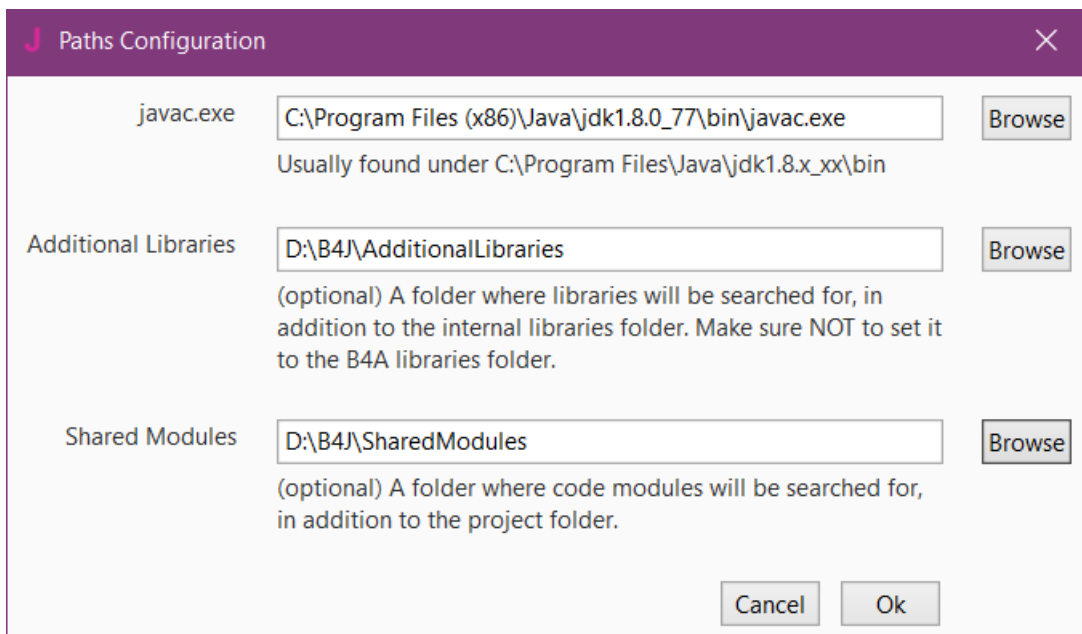 J Paths Configuration
javac.exe C:\Program Files (x86)\Java\jdk1.8.0_77\bin\javac.exe Browse
Usually found under C:\Program Files\Java\jdk1.8.x_xx\bin
Additional Libraries D:\B4J\AdditionalLibraries Browse
(optional) A folder where libraries will be searched for, in
addition to the internal libraries folder. Make sure NOT to set it
to the B4A libraries folder.
Shared Modules D:\B4J\SharedModules Browse
(optional) A folder where code modules will be searched for,
in addition to the project folder.
Cancel Ok